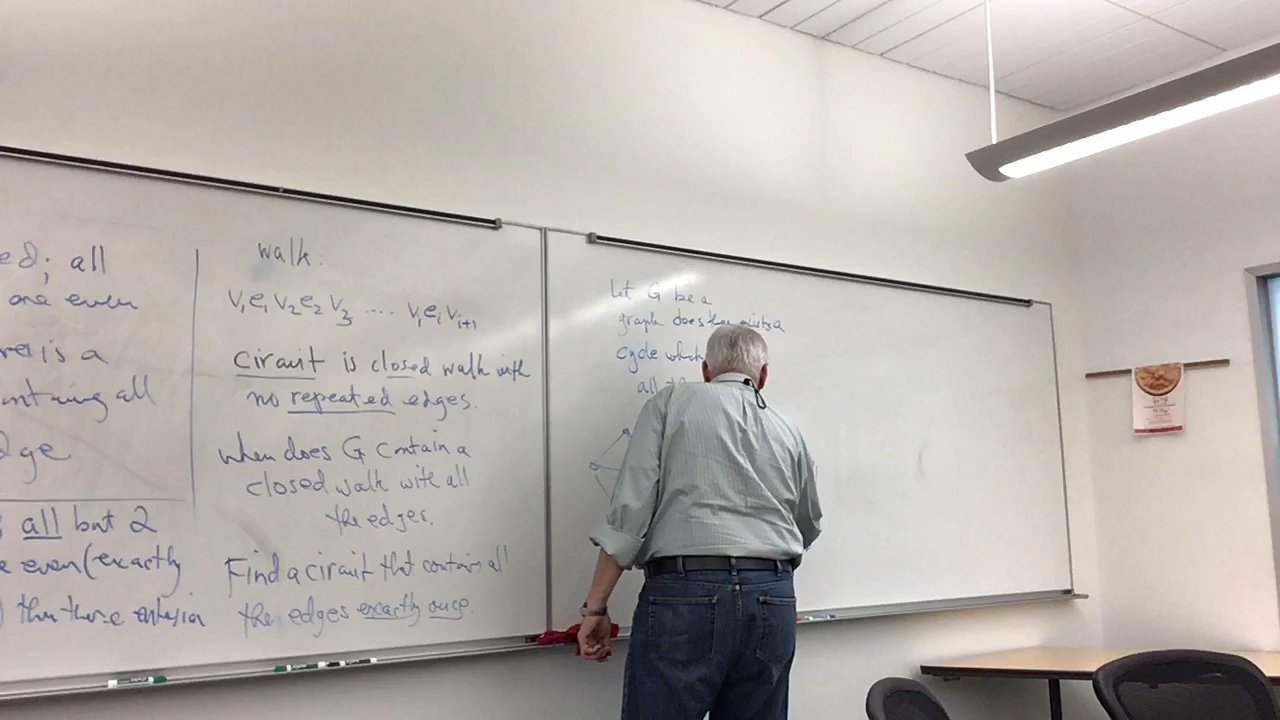 ed; all
one even
re is a
containing all
dge
all but 2
even (exactly
then there
walk:
v₁e₁v₂e₂v₃ .... vᵢeᵢvᵢ₊₁
circuit is closed walk with
no repeated edges.
when does G contain a
closed walk with all
the edges.
Find a circuit that contains all
the edges exactly once.
Let G be a
graph does there exists a
cycle which
all